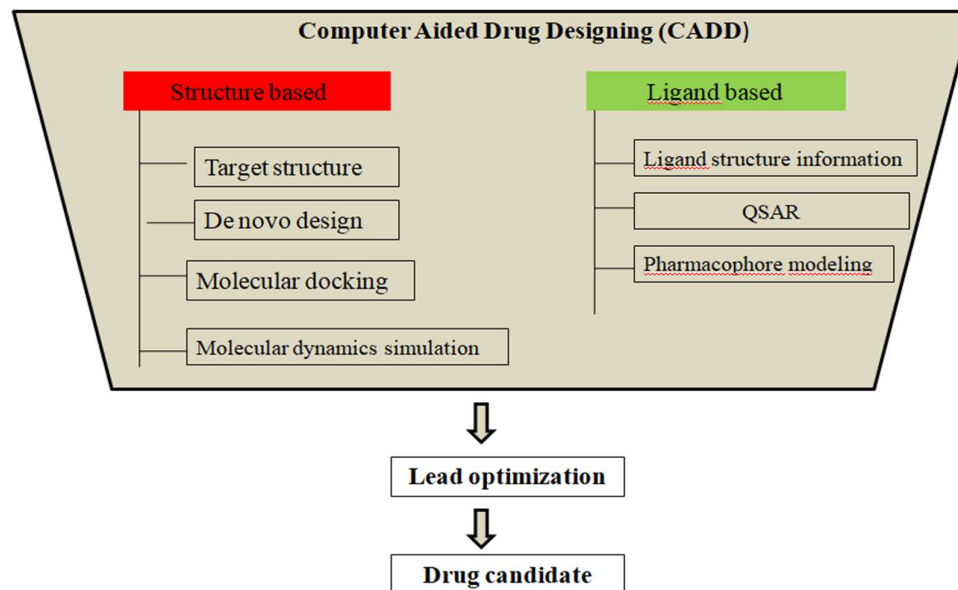 Computer Aided Drug Designing (CADD)
Structure based
Target structure
De novo design
Molecular docking
Molecular dynamics simulation
Ligand based
Ligand structure information
QSAR
Pharmacophore modeling
Lead optimization
Drug candidate